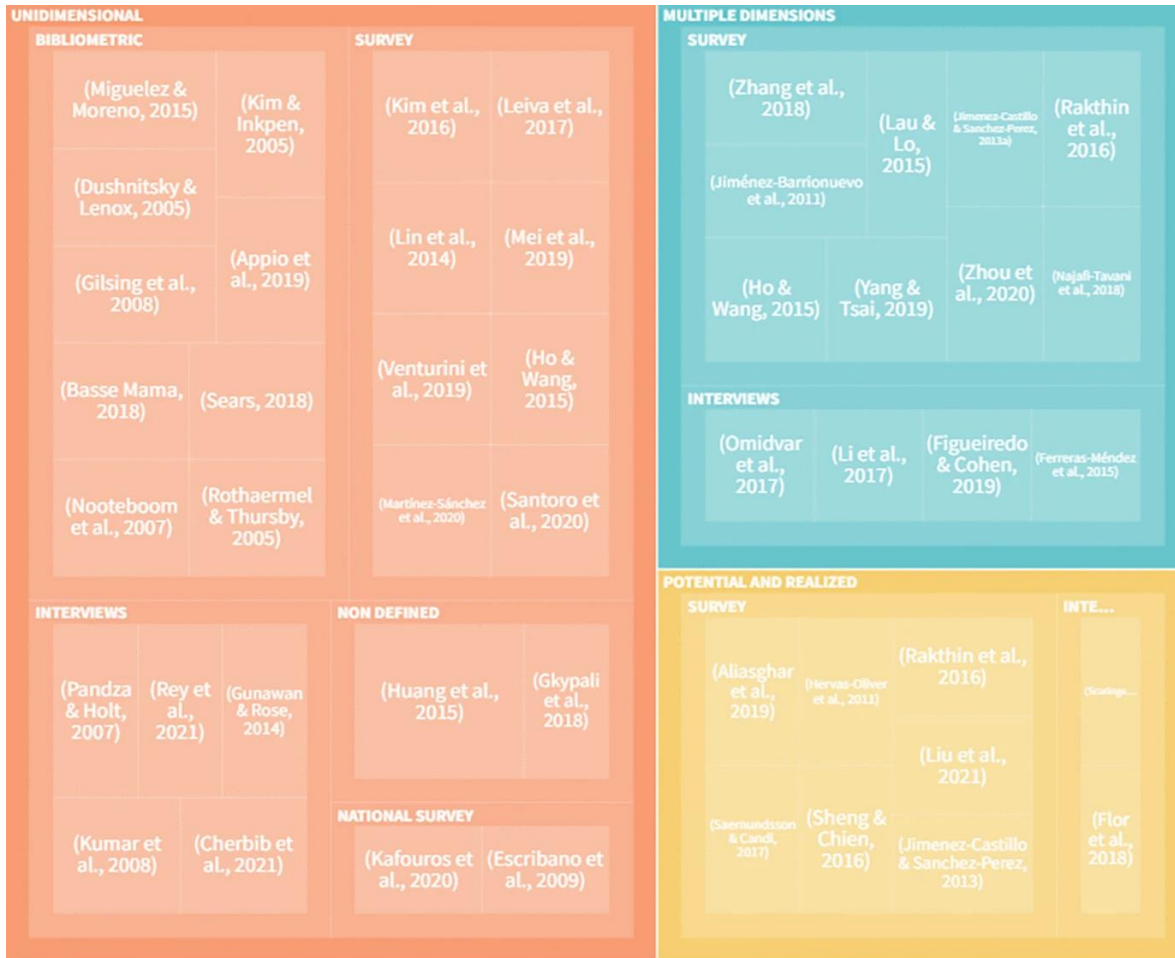 UNIDIMENSIONAL
BIBLIOMETRIC
(Miguelez &
Moreno, 2015)
(Kim &
Inkpen,
2005)
(Dushnitsky &
Lenox, 2005)
(Gilsing et al.,
2008)
(Appio et
al., 2019)
(Basse Mama,
2018)
(Sears, 2018)
(Nooteboom
et al., 2007)
(Rothaermel
& Thursby,
2005)
SURVEY
(Kim et al.,
2016)
(Leiva et al.,
2017)
(Lin et al.,
2014)
(Mei et al.,
2019)
(Venturini et
al., 2019)
(Ho &
Wang,
2015)
(Martínez-Sánchez
et al., 2020)
(Santoro et
al., 2020)
INTERVIEWS
(Pandza
& Holt,
2007)
(Rey et
al.,
2021)
(Gunawan
& Rose,
2014)
(Kumar et
al., 2008)
(Cherbib et
al., 2021)
NON DEFINED
(Huang et al.,
2015)
(Gkypali
et al.,
2018)
NATIONAL SURVEY
(Kafouros et
al., 2020)
(Escribano et
al., 2009)
MULTIPLE DIMENSIONS
SURVEY
(Zhang et al.,
2018)
(Jiménez-Barrionuevo
et al., 2011)
(Lau &
Lo,
2015)
(Jimenez-Castillo
& Sanchez-Perez,
2013a)
(Rakthin
et al.,
2016)
(Ho &
Wang, 2015)
(Yang &
Tsai, 2019)
(Zhou et
al., 2020)
(Najafi-Tavani
et al., 2018)
INTERVIEWS
(Omidvar
et al.,
2017)
(Li et al.,
2017)
(Figueiredo
& Cohen,
2019)
(Ferreras-Méndez
et al., 2015)
POTENTIAL AND REALIZED
SURVEY
(Aliasghar
et al.,
2019)
(Hervas-Oliver
et al., 2011)
(Rakthin et al.,
2016)
(Liu et al.,
2021)
(Saemundsson
& Candi,
2017)
(Sheng &
Chien,
2016)
(Jimenez-Castillo
& Sanchez-Perez,
2013)
INTE...
(Flor
et al.,
2018)